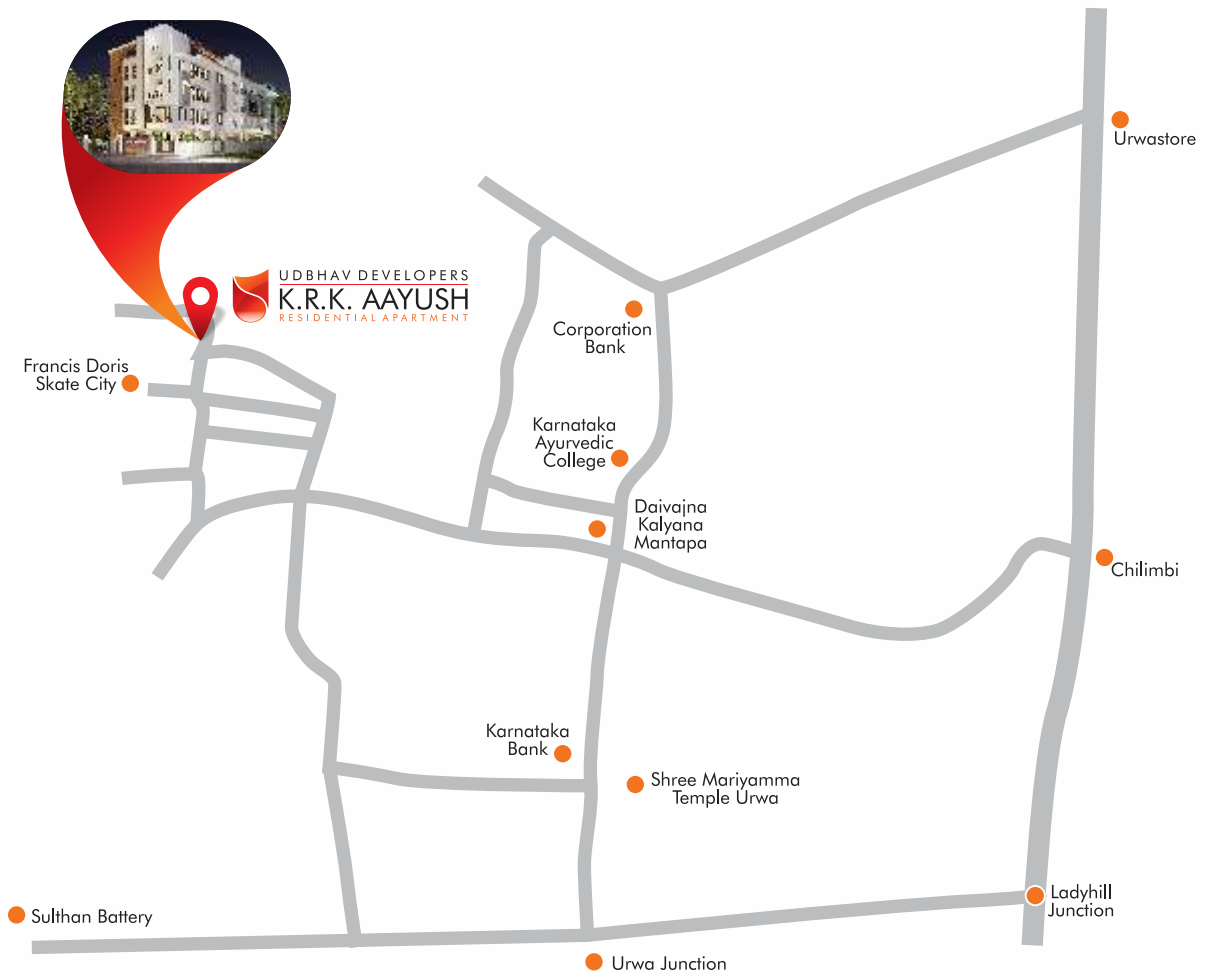 Urwastore
UDBHAV DEVELOPERS
K.R.K. AAYUSH
RESIDENTIAL APARTMENT
Corporation
Bank
Francis Doris
Skate City
Karnataka
Ayurvedic
College
Daivajna
Kalyana
Mantapa
Chilimbi
Karnataka
Bank
Shree Mariyamma
Temple Urwa
Ladyhill
Junction
Sulthan Battery
Urwa Junction